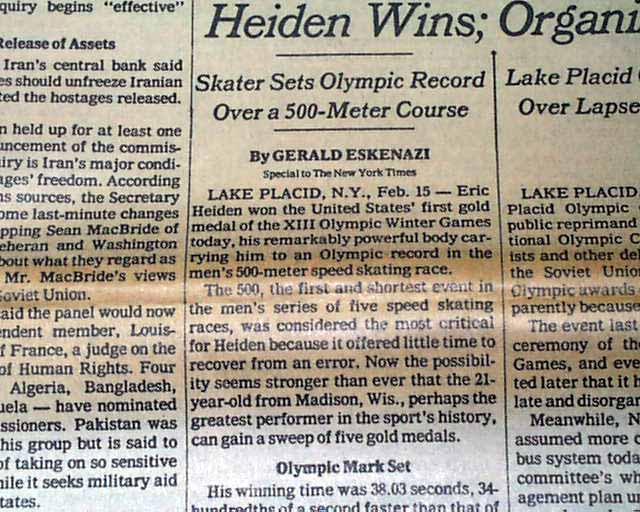 quiry begins "effective"
Release of Assets
Iran's central bank said
es should unfreeze Iranian
ted the hostages released.
n held up for at least one
uncement of the commis-
iry is Iran's major condi-
ages' freedom. According
ns sources, the Secretary
ome last-minute changes
pping Sean MacBride of
eheran and Washington
bout what they regard as
Mr. MacBride's views
Soviet Union.
aid the panel would now
endent member, Louis-
f France, a judge on the
of Human Rights. Four
Algeria, Bangladesh,
uela — have nominated
ssioners. Pakistan was
his group but is said to
of taking on so sensitive
hile it seeks military aid
tates.
Heiden Wins; Organi
Skater Sets Olympic Record
Over a 500-Meter Course
By GERALD ESKENAZI
Special to The New York Times
LAKE PLACID, N.Y., Feb. 15 — Eric
Heiden won the United States' first gold
medal of the XIII Olympic Winter Games
today, his remarkably powerful body car-
rying him to an Olympic record in the
men's 500-meter speed skating race.
The 500, the first and shortest event in
the men's series of five speed skating
races, was considered the most critical
for Heiden because it offered little time to
recover from an error. Now the possibil-
ity seems stronger than ever that the 21-
year-old from Madison, Wis., perhaps the
greatest performer in the sport's history,
can gain a sweep of five gold medals.
Olympic Mark Set
His winning time was 38.03 seconds, 34-
hundredths of a second faster than that of
Lake Placid
Over Lapse
LAKE PLACID
Placid Olympic
public reprimand
tional Olympic C
ists and other del
the Soviet Union
Olympic awards
parently because
The event last
ceremony of the
Games, and eve
ted later that it h
late and disorgan
Meanwhile, N
assumed more c
bus system toda
committee's wh
agement plan u